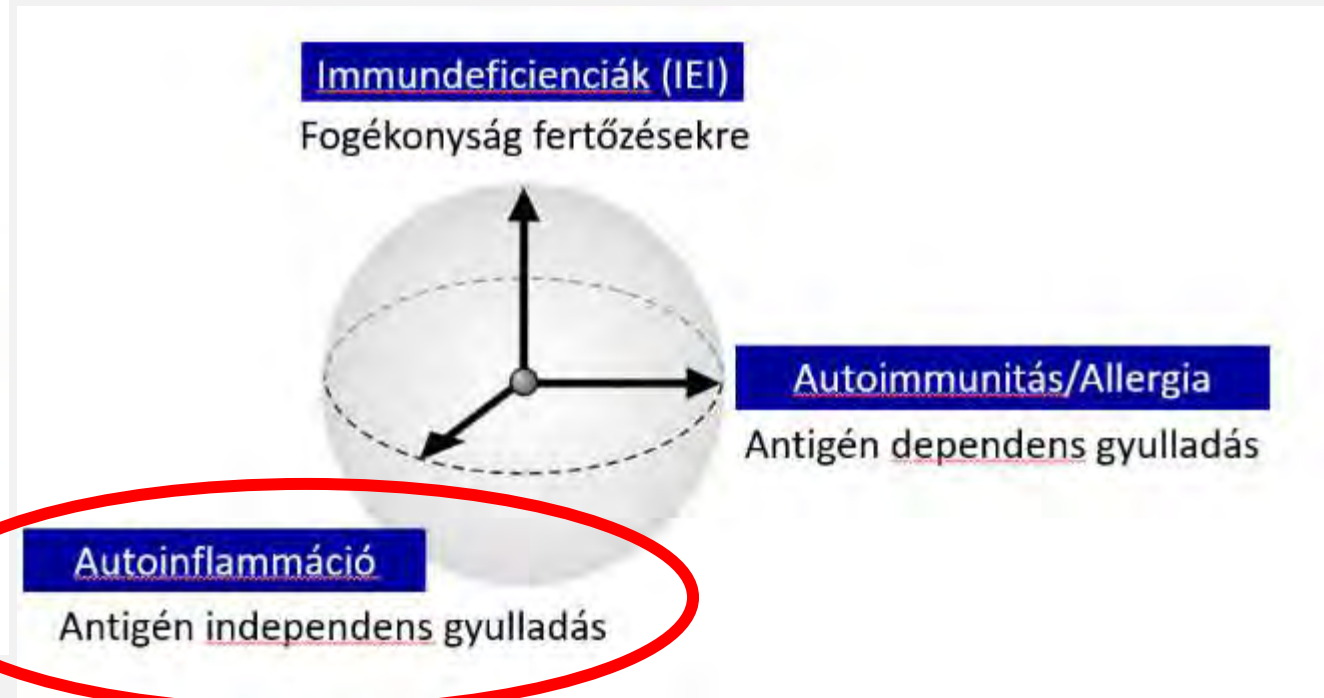 Immundeficienciák (IEI)
Fogékonyság fertőzésekre
Autoimmunitás/Allergia
Antigén dependens gyulladás
Autoinflammáció
Antigén independens gyulladás